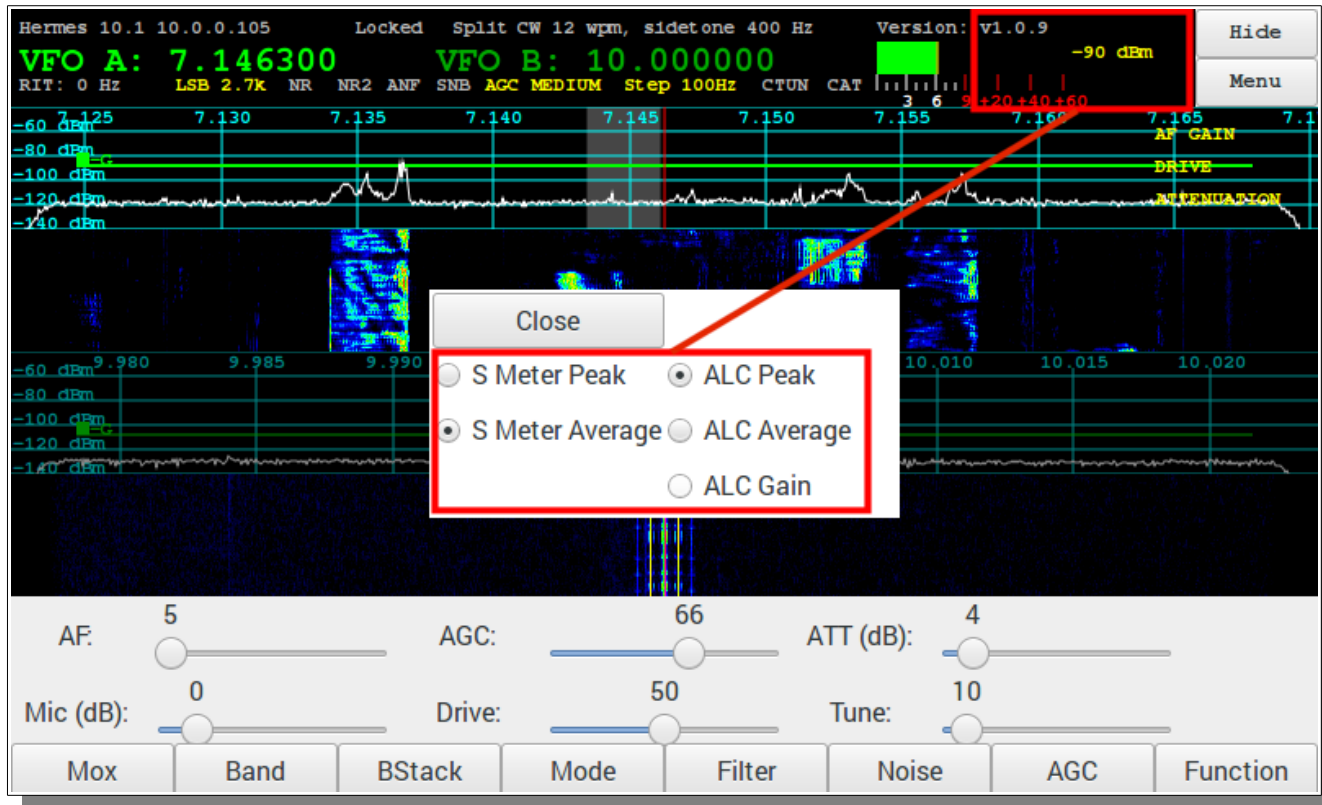 Hermes 10.1 10.0.0.105 Locked Split CW 12 wpm, sidetone 400 Hz Version: v1.0.9 Hide
VFO A: 7.146300 VFO B: 10.000000 -90 dBm
RIT: 0 Hz LSB 2.7k NR NR2 ANF SNB AGC MEDIUM Step 100Hz CTUN CAT Menu
3 6 9 +20 +40 +60
7.125 7.130 7.135 7.140 7.145 7.150 7.155 7.160 7.165 7.1
-60 dBm
AF GAIN
-80 dBm
-G
DRIVE
-100 dBm
-120 dBm
ATTENUATION
-140 dBm
Close
9.980 9.985 9.990 10.010 10.015 10.020
-60 dBm
S Meter Peak ALC Peak
-80 dBm
-100 dBm
-G
S Meter Average ALC Average
-120 dBm
-140 dBm
ALC Gain
5 66 4
AF: AGC: ATT (dB):
0 50 10
Mic (dB): Drive: Tune:
Mox Band BStack Mode Filter Noise AGC Function